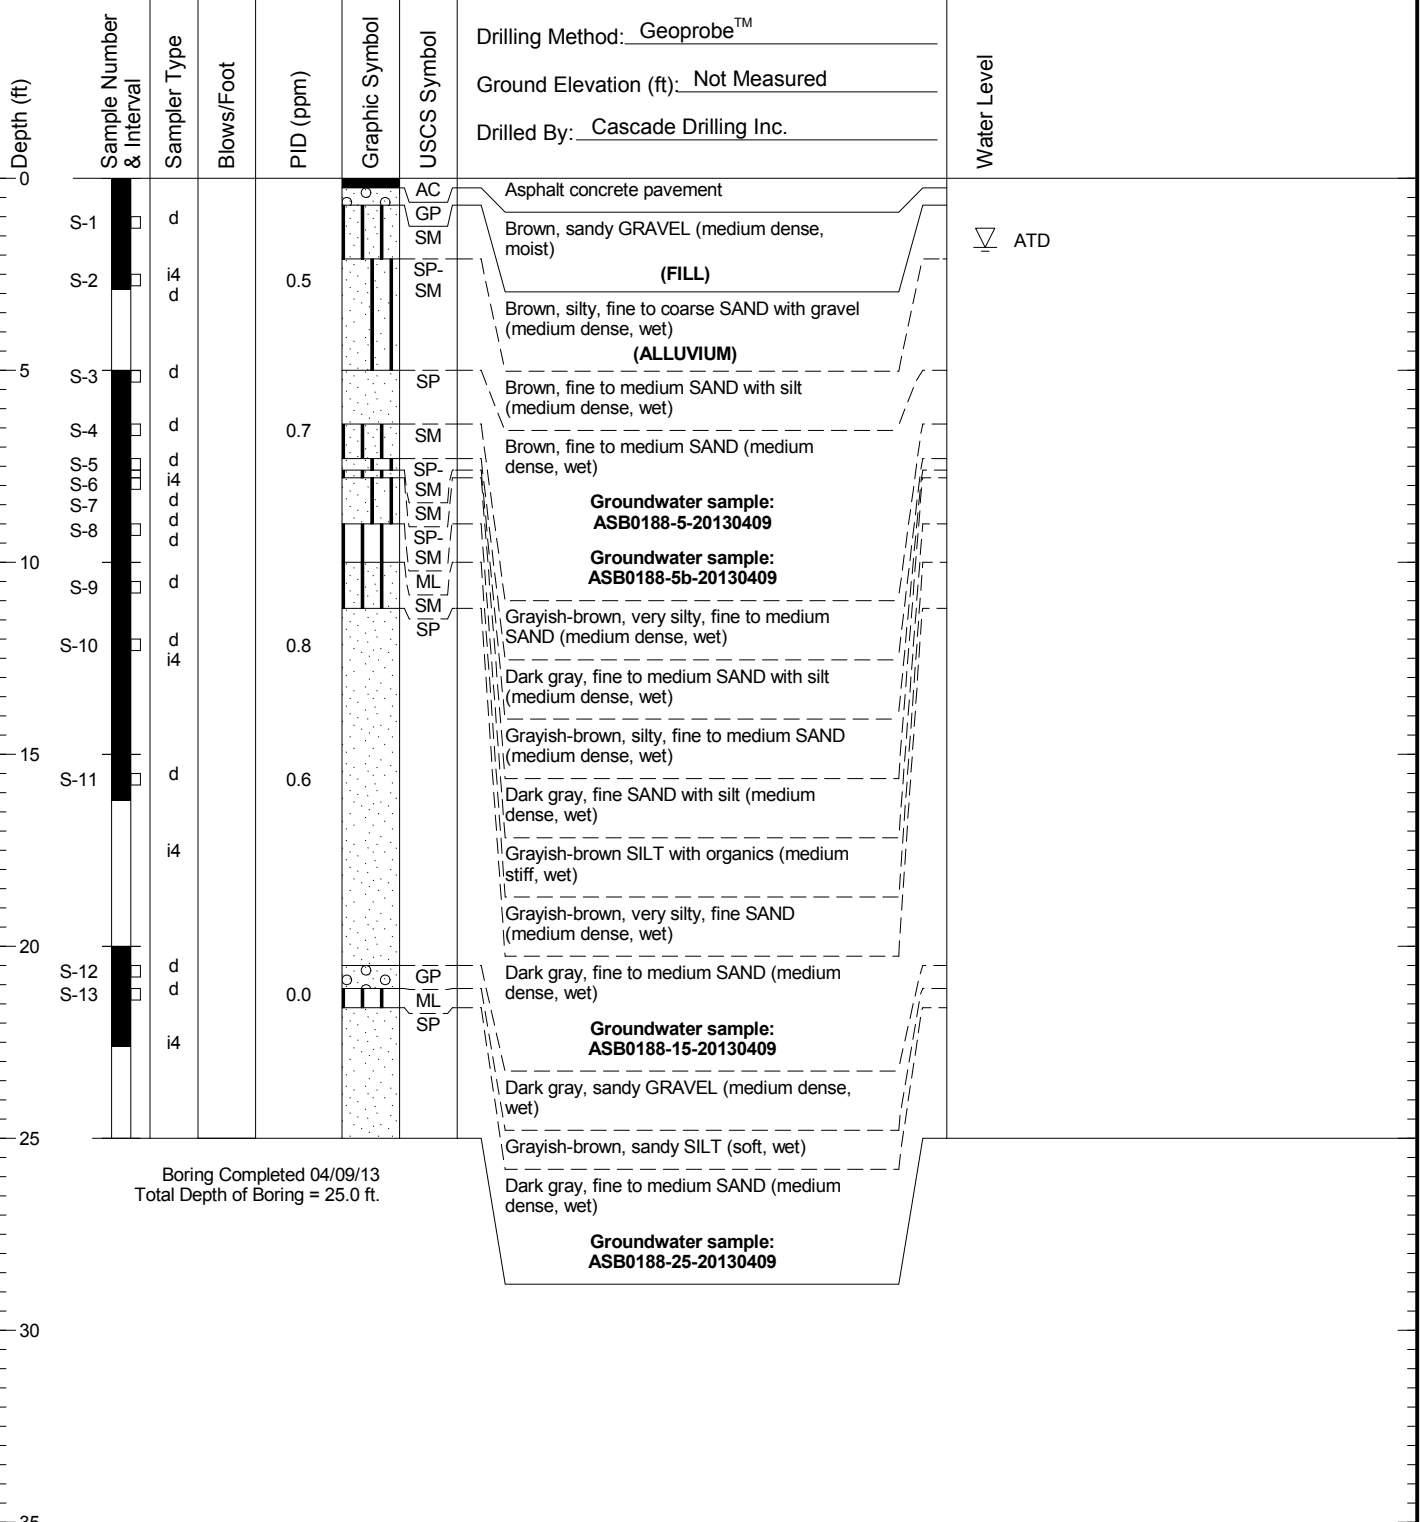 Depth (ft)
Sample Number
& Interval
Sampler Type
Blows/Foot
PID (ppm)
Graphic Symbol
USCS Symbol
Drilling Method: Geoprobe™
Ground Elevation (ft): Not Measured
Drilled By: Cascade Drilling Inc.
Water Level
0
5
10
15
20
25
30
35
S-1
S-2
S-3
S-4
S-5
S-6
S-7
S-8
S-9
S-10
S-11
S-12
S-13
d
i4
d
d
d
d
i4
d
d
d
d
d
i4
d
i4
d
d
i4
0.5
0.7
0.8
0.6
0.0
AC
GP
SM
SP-
SM
SP
SM
SP-
SM
SM
SP-
SM
ML
SM
SP
GP
ML
SP
Asphalt concrete pavement
Brown, sandy GRAVEL (medium dense,
moist)
(FILL)
Brown, silty, fine to coarse SAND with gravel
(medium dense, wet)
(ALLUVIUM)
Brown, fine to medium SAND with silt
(medium dense, wet)
Brown, fine to medium SAND (medium
dense, wet)
Groundwater sample:
ASB0188-5-20130409
Groundwater sample:
ASB0188-5b-20130409
Grayish-brown, very silty, fine to medium
SAND (medium dense, wet)
Dark gray, fine to medium SAND with silt
(medium dense, wet)
Grayish-brown, silty, fine to medium SAND
(medium dense, wet)
Dark gray, fine SAND with silt (medium
dense, wet)
Grayish-brown SILT with organics (medium
stiff, wet)
Grayish-brown, very silty, fine SAND
(medium dense, wet)
Dark gray, fine to medium SAND (medium
dense, wet)
Groundwater sample:
ASB0188-15-20130409
Dark gray, sandy GRAVEL (medium dense,
wet)
Grayish-brown, sandy SILT (soft, wet)
Dark gray, fine to medium SAND (medium
dense, wet)
Groundwater sample:
ASB0188-25-20130409
ATD
Boring Completed 04/09/13
Total Depth of Boring = 25.0 ft.